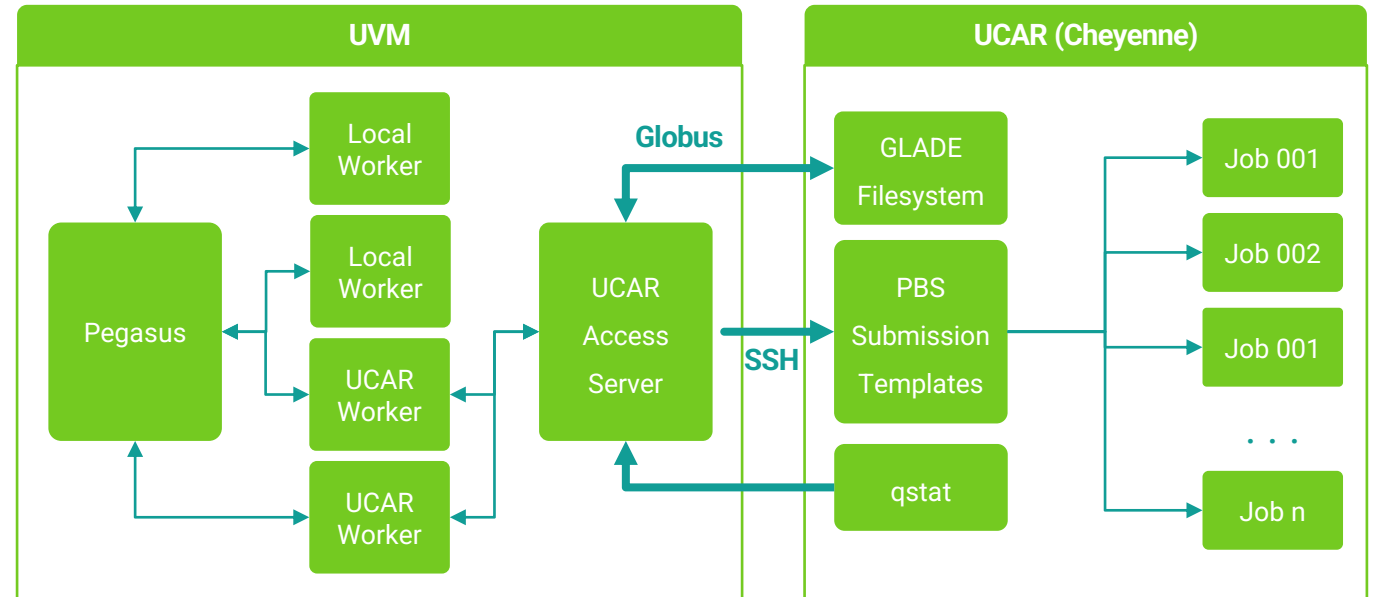 UVM
UCAR (Cheyenne)
Local
Worker
Local
Worker
Pegasus
UCAR
Worker
UCAR
Worker
UCAR
Access
Server
Globus
SSH
GLADE
Filesystem
PBS
Submission
Templates
qstat
Job 001
Job 002
Job 001
. . .
Job n